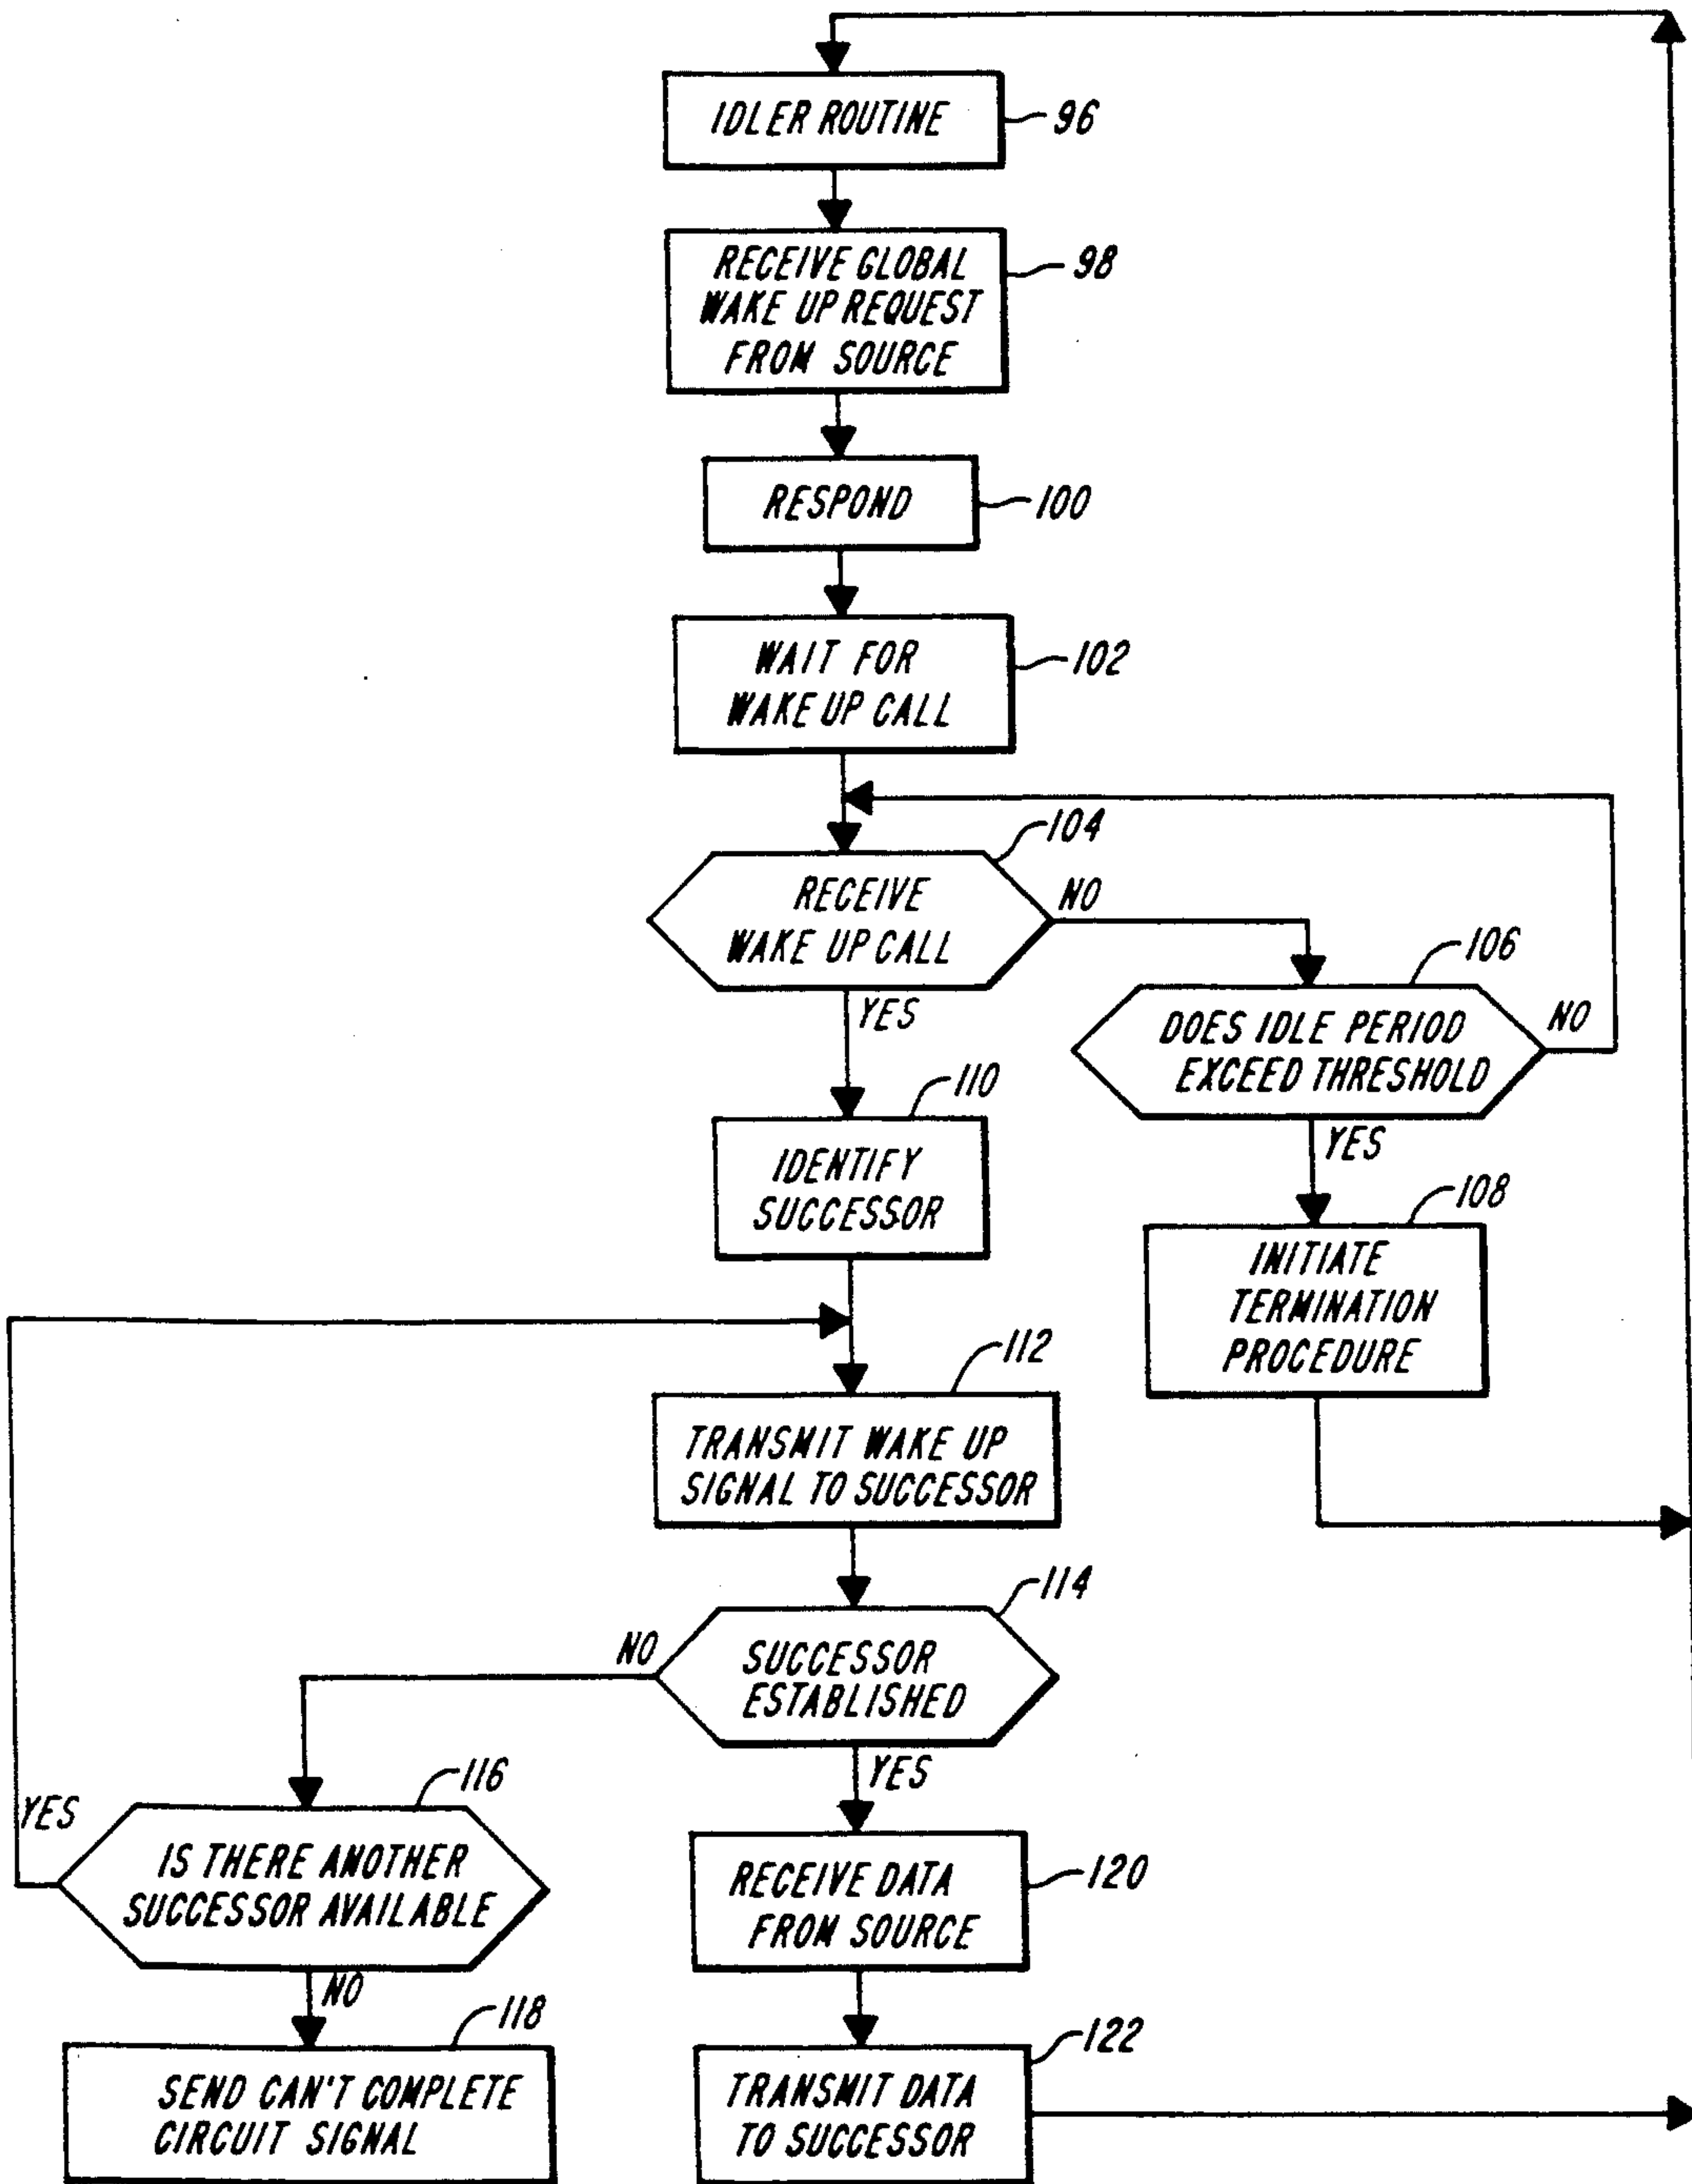 IDLER ROUTINE
96
RECEIVE GLOBAL
WAKE UP REQUEST
FROM SOURCE
98
RESPOND
100
WAIT FOR
WAKE UP CALL
102
104
RECEIVE
WAKE UP CALL
NO
YES
106
DOES IDLE PERIOD
EXCEED THRESHOLD
NO
YES
110
IDENTIFY
SUCCESSOR
108
INITIATE
TERMINATION
PROCEDURE
112
TRANSMIT WAKE UP
SIGNAL TO SUCCESSOR
114
SUCCESSOR
ESTABLISHED
NO
YES
116
YES
IS THERE ANOTHER
SUCCESSOR AVAILABLE
NO
120
RECEIVE DATA
FROM SOURCE
118
SEND CAN'T COMPLETE
CIRCUIT SIGNAL
122
TRANSMIT DATA
TO SUCCESSOR